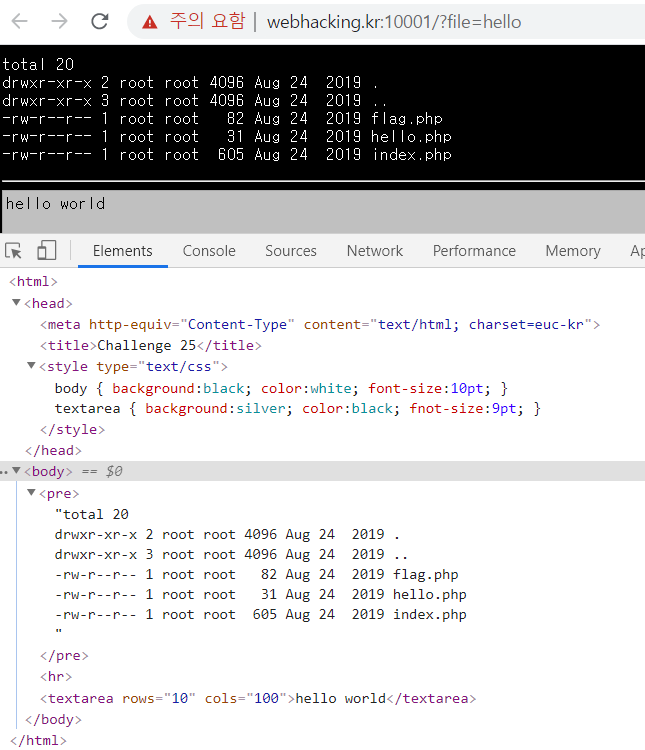 주의 요함 | webhacking.kr:10001/?file=hello
total 20
drwxr-xr-x 2 root root 4096 Aug 24  2019 .
drwxr-xr-x 3 root root 4096 Aug 24  2019 ..
-rw-r--r-- 1 root root   82 Aug 24  2019 flag.php
-rw-r--r-- 1 root root   31 Aug 24  2019 hello.php
-rw-r--r-- 1 root root  605 Aug 24  2019 index.php
hello world
Elements Console Sources Network Performance Memory Ap
<html>
<head>
<meta http-equiv="Content-Type" content="text/html; charset=euc-kr">
<title>Challenge 25</title>
<style type="text/css">
body { background:black; color:white; font-size:10pt; }
textarea { background:silver; color:black; fnot-size:9pt; }
</style>
</head>
<body> == $0
<pre>
"total 20
drwxr-xr-x 2 root root 4096 Aug 24  2019 .
drwxr-xr-x 3 root root 4096 Aug 24  2019 ..
-rw-r--r-- 1 root root   82 Aug 24  2019 flag.php
-rw-r--r-- 1 root root   31 Aug 24  2019 hello.php
-rw-r--r-- 1 root root  605 Aug 24  2019 index.php
"
</pre>
<hr>
<textarea rows="10" cols="100">hello world</textarea>
</body>
</html>